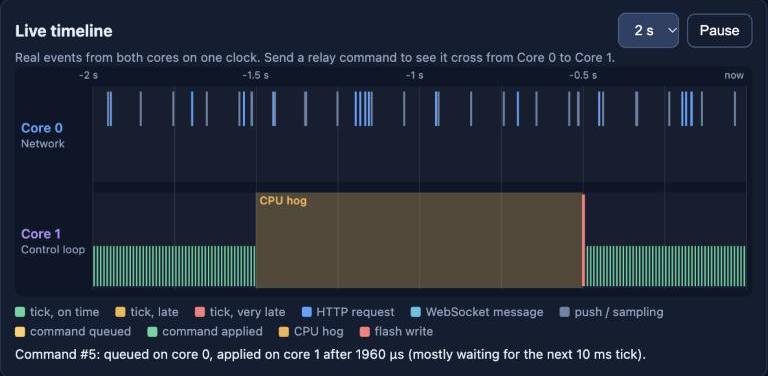 Live timeline
2 s
Pause
Real events from both cores on one clock. Send a relay command to see it cross from Core 0 to Core 1.
-2 s -1.5 s -1 s -0.5 s now
Core 0
Network
CPU hog
Core 1
Control loop
tick, on time tick, late tick, very late HTTP request WebSocket message push / sampling
command queued command applied CPU hog flash write
Command #5: queued on core 0, applied on core 1 after 1960 µs (mostly waiting for the next 10 ms tick).